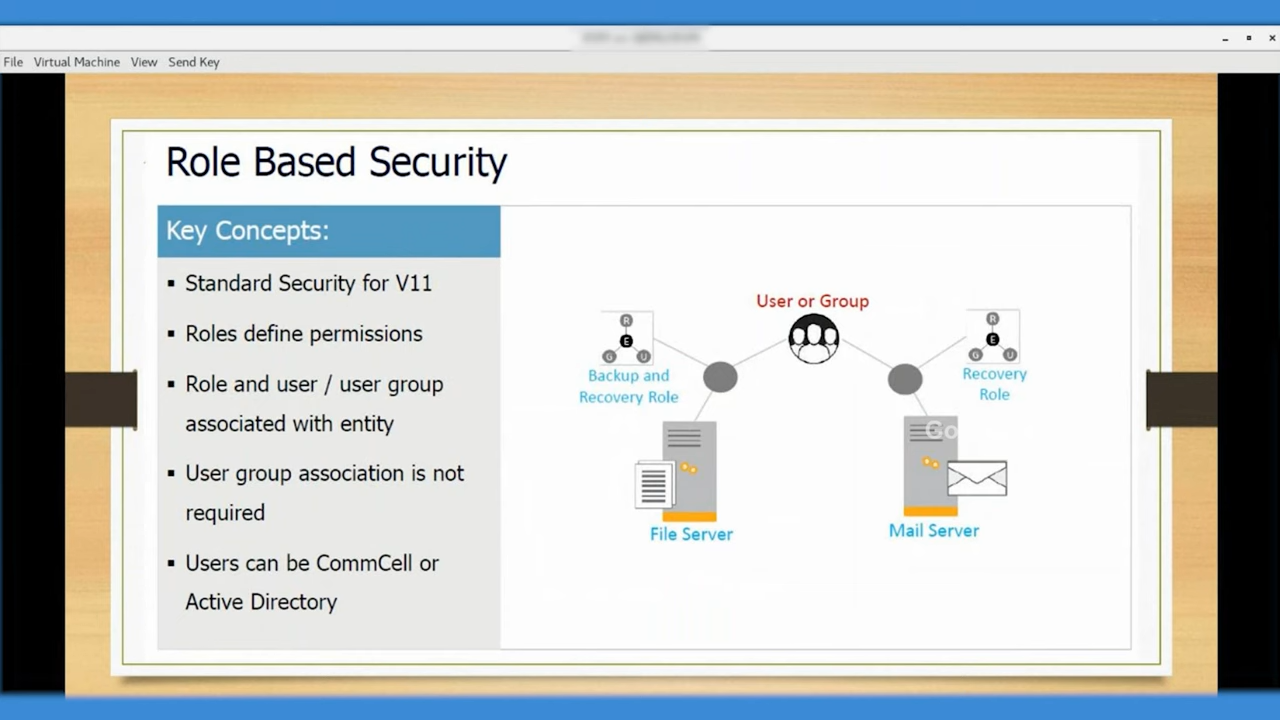 File Virtual Machine View Send Key
Role Based Security
Key Concepts:
▪ Standard Security for V11
▪ Roles define permissions
▪ Role and user / user group
associated with entity
▪ User group association is not
required
▪ Users can be CommCell or
Active Directory
User or Group
R
E
G U
Backup and
Recovery Role
R
E
G U
Recovery
Role
Go
File Server
Mail Server